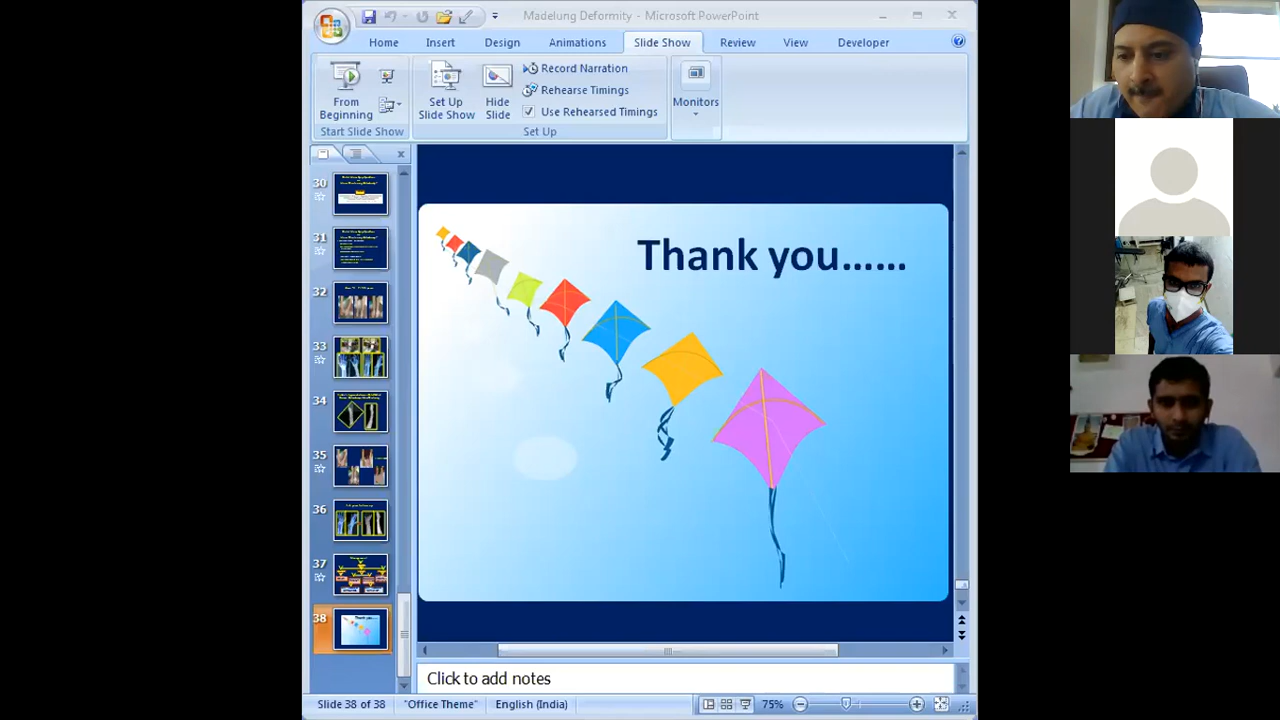 Madelung Deformity - Microsoft PowerPoint
Home Insert Design Animations Slide Show Review View Developer
From Beginning
Start Slide Show
Set Up Slide Show
Hide Slide
Record Narration
Rehearse Timings
Use Rehearsed Timings
Set Up
Monitors
30
31
32
33
34
35
36
37
38
Thank you......
Click to add notes
Slide 38 of 38 "Office Theme" English (India) 75%